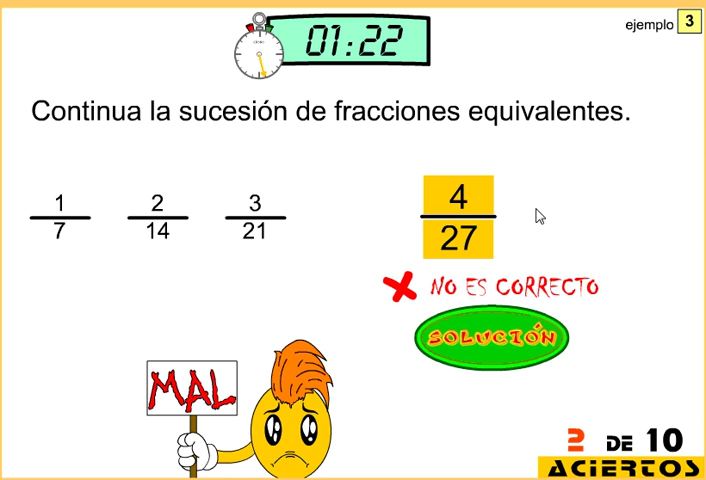 ejemplo 3
01:22
Continua la sucesión de fracciones equivalentes.
1 2 3 4
7 14 21 27
NO ES CORRECTO
SOLUCIÓN
MAL
2 DE 10
ACIERTOS